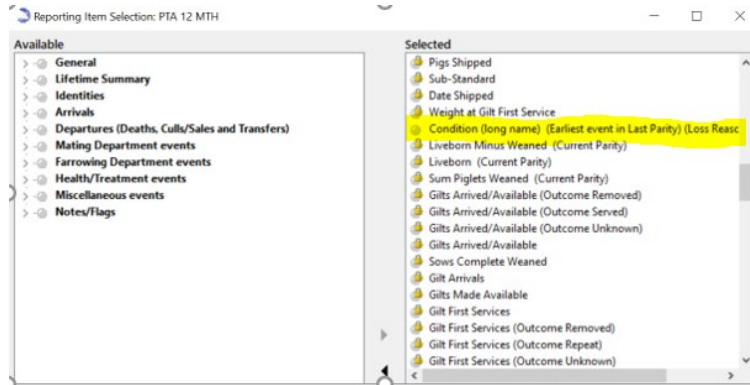 Reporting Item Selection: PTA 12 MTH
Available
General
Lifetime Summary
Identities
Arrivals
Departures (Deaths, Culls/Sales and Transfers)
Mating Department events
Farrowing Department events
Health/Treatment events
Miscellaneous events
Notes/Flags
Selected
Pigs Shipped
Sub-Standard
Date Shipped
Weight at Gilt First Service
Condition (long name) (Earliest event in Last Parity) (Loss Reasc
Liveborn Minus Weaned (Current Parity)
Liveborn (Current Parity)
Sum Piglets Weaned (Current Parity)
Gilts Arrived/Available (Outcome Removed)
Gilts Arrived/Available (Outcome Served)
Gilts Arrived/Available (Outcome Unknown)
Gilts Arrived/Available
Sows Complete Weaned
Gilt Arrivals
Gilts Made Available
Gilt First Services
Gilt First Services (Outcome Removed)
Gilt First Services (Outcome Repeat)
Gilt First Services (Outcome Unknown)